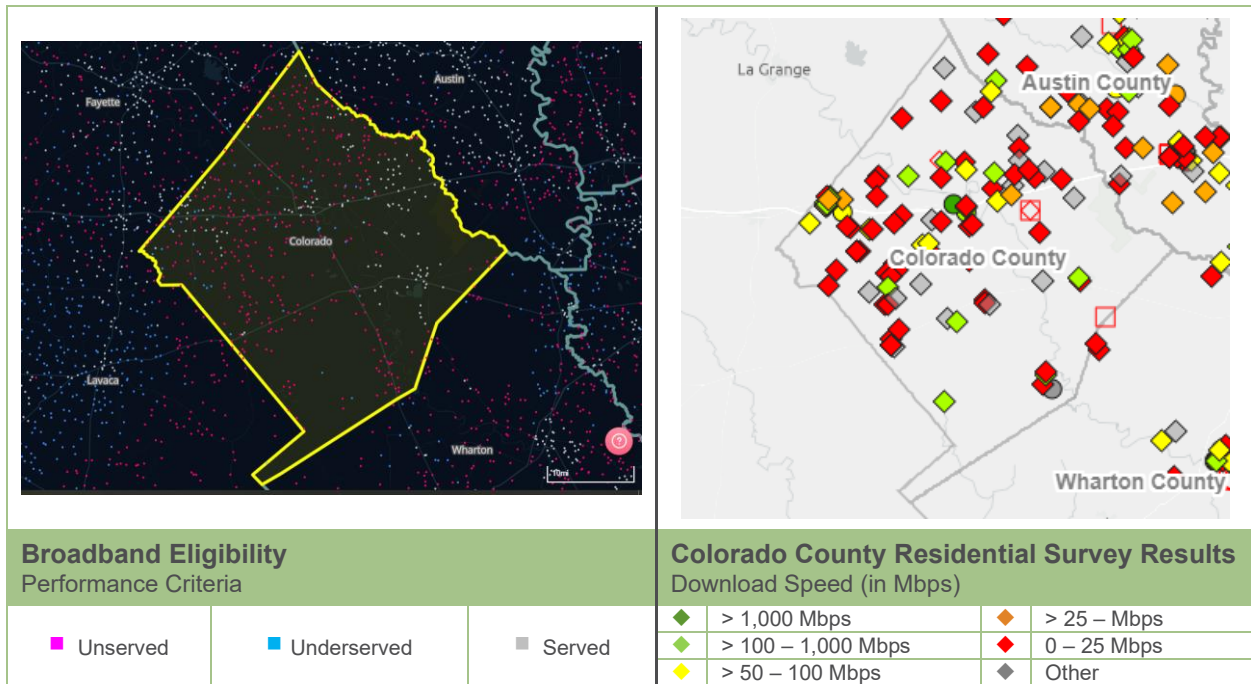 Fayette
Austin
Colorado
Lavaca
Wharton
10mi
La Grange
Austin County
Colorado County
Wharton County
Broadband Eligibility
Performance Criteria
Colorado County Residential Survey Results
Download Speed (in Mbps)
Unserved
Underserved
Served
> 1,000 Mbps
> 25 – Mbps
> 100 – 1,000 Mbps
0 – 25 Mbps
> 50 – 100 Mbps
Other